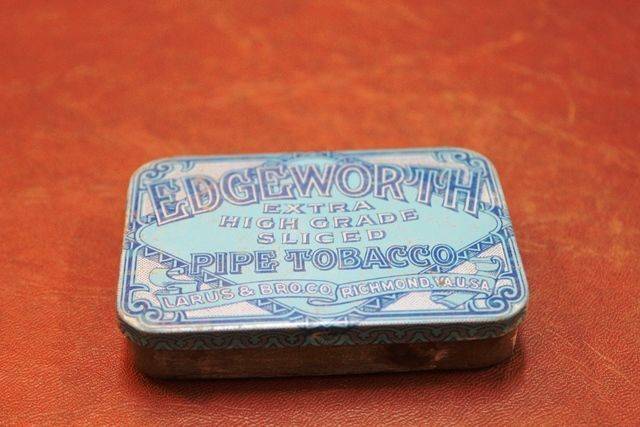 EDGEWORTH
EXTRA
HIGH GRADE
SLICED
PIPE TOBACCO
LARUS & BRO.CO. RICHMOND, VA.U.S.A.